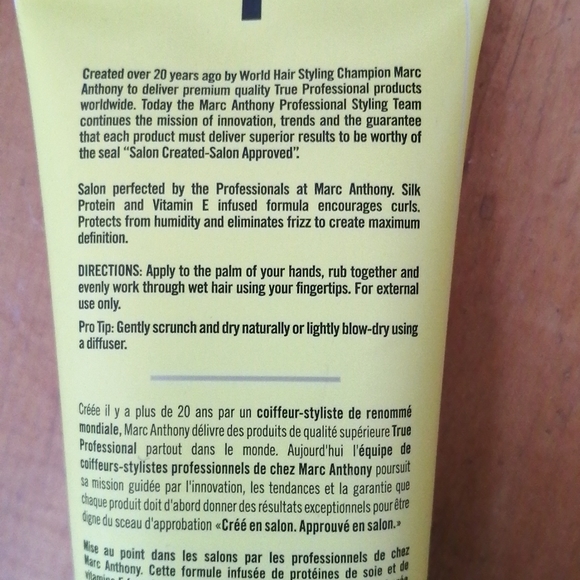 Created over 20 years ago by World Hair Styling Champion Marc
Anthony to deliver premium quality True Professional products
worldwide. Today the Marc Anthony Professional Styling Team
continues the mission of innovation, trends and the guarantee
that each product must deliver superior results to be worthy of
the seal “Salon Created-Salon Approved”.
Salon perfected by the Professionals at Marc Anthony. Silk
Protein and Vitamin E infused formula encourages curls.
Protects from humidity and eliminates frizz to create maximum
definition.
DIRECTIONS: Apply to the palm of your hands, rub together and
evenly work through wet hair using your fingertips. For external
use only.
Pro Tip: Gently scrunch and dry naturally or lightly blow-dry using
a diffuser.
Créée il y a plus de 20 ans par un coiffeur-styliste de renommé
mondiale, Marc Anthony délivre des produits de qualité supérieure True
Professional partout dans le monde. Aujourd'hui l'équipe de
coiffeurs-stylistes professionnels de chez Marc Anthony poursuit
sa mission guidée par l'innovation, les tendances et la garantie que
chaque produit doit d'abord donner des résultats exceptionnels pour être
digne du sceau d'approbation «Créé en salon. Approuvé en salon.»
Mise au point dans les salons par les professionnels de chez
Marc Anthony. Cette formule infusée de protéines de soie et de